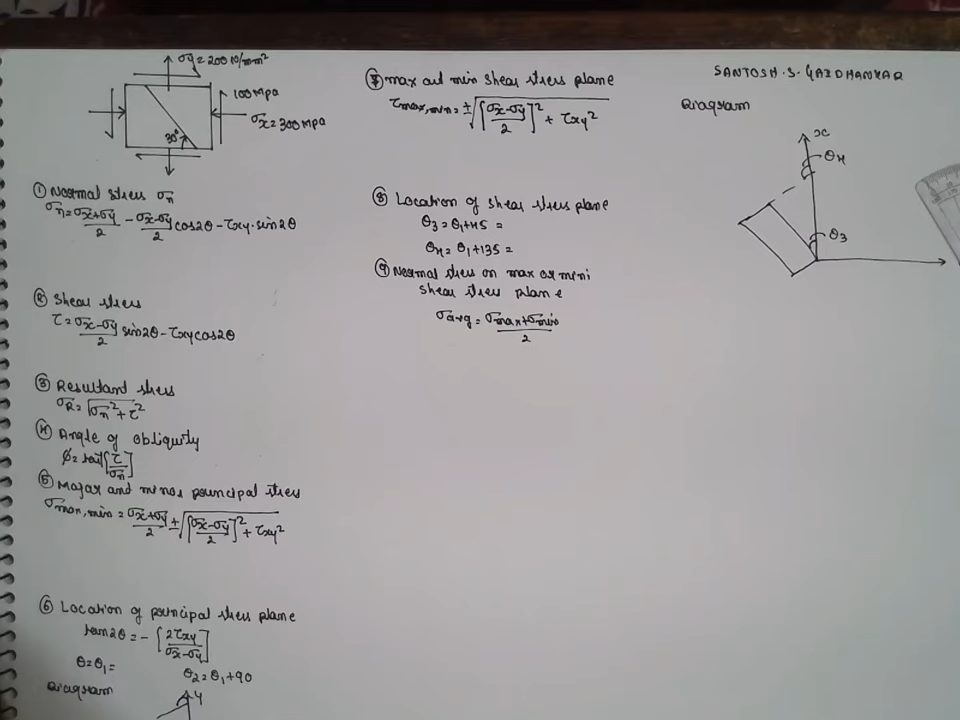 σy=200 N/mm²
100 Mpa
σx=300 mpa
30°
① Normal stress σn
σn=σx+σy/2 - σx-σy/2 cos2θ - τxy·sin2θ
② Shear stress
τ=σx-σy/2 sin2θ-τxycos2θ
③ Resultant stress
σR=√σn²+τ²
④ Angle of obliquity
[τ/σn]
⑤ Major and minor principal stress
σmax,min = σx+σy/2 ± √[σx-σy/2]² + τxy²
⑥ Location of principal stress plane
tan2θ = - [2τxy/σx-σy]
θ=θ1= θ2=θ1+90
Diagram
y
⑦ max and min shear stress plane
τmax,min= ±√[σx-σy/2]² + τxy²
⑧ Location of shear stress plane
θ3=θ1+45 =
θ4=θ1+135 =
⑨ Normal stress on max or mini
shear stress plane
σavg = σmax+σmin/2
SANTOSH.S.GAIDHANKAR
Diagram
x
θ4
θ3